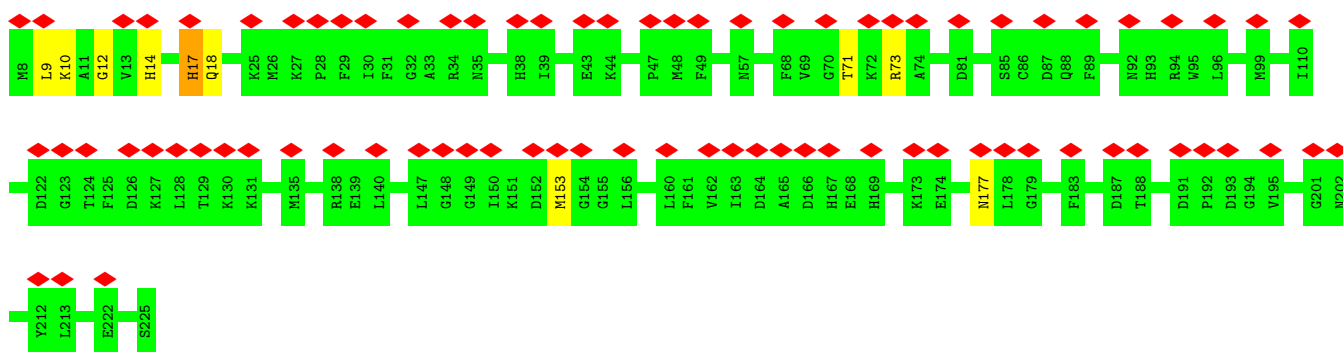 M8 L9 K10 A11 G12 V13 H14 H17 Q18 K25 M26 K27 P28 F29 I30 F31 G32 A33 R34 N35 H38 I39 E43 K44 P47 M48 F49 N57 F68 V69 G70 T71 K72 R73 A74 D81 S85 C86 D87 Q88 F89 N92 H93 R94 W95 L96 M99 I110
D122 G123 T124 F125 D126 K127 L128 T129 K130 K131 M135 R138 E139 L140 L147 G148 G149 I150 K151 D152 M153 G154 G155 L156 L160 F161 V162 I163 D164 A165 D166 H167 E168 H169 K173 E174 N177 L178 G179 F183 D187 T188 D191 P192 D193 G194 V195 G201 N202
Y212 L213 E222 S225